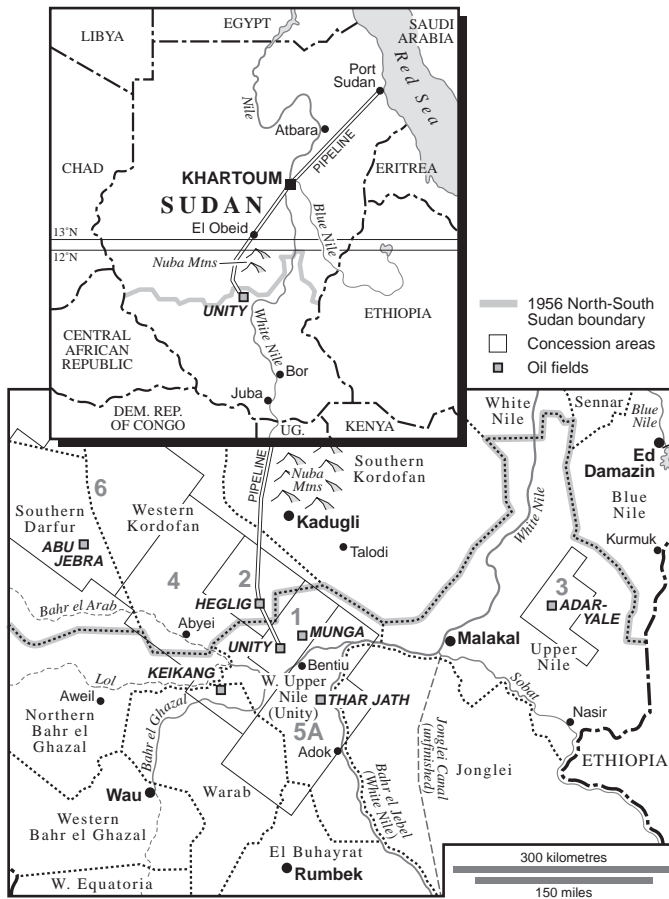 EGYPT
SAUDI
ARABIA
LIBYA
Red Sea
Port
Sudan
Nile
Atbara
PIPELINE
CHAD
ERITREA
KHARTOUM
SUDAN
Blue Nile
El Obeid
13°N
12°N
Nuba Mtns
UNITY
ETHIOPIA
White Nile
CENTRAL
AFRICAN
REPUBLIC
Bor
Juba
DEM. REP.
OF CONGO
UG.
KENYA
1956 North-South
Sudan boundary
Concession areas
Oil fields
White
Nile
Sennar
Blue
Nile
Ed
Damazin
Blue
Nile
Kurmuk
PIPELINE
Nuba
Mtns
Southern
Kordofan
White Nile
6
Western
Kordofan
Southern
Darfur
Kadugli
ABU
JEBRA
Talodi
4
2
3
HEGLIG
ADAR-
YALE
Bahr el Arab
Abyei
1
MUNGA
Malakal
Upper
Nile
UNITY
KEIKANG
Bentiu
Lol
W. Upper
Nile
(Unity)
THAR JATH
Sobat
Aweil
Northern
Bahr el
Ghazal
Bahr el Ghazal
Nasir
5A
Adok
Jonglei Canal
(unfinished)
Jonglei
ETHIOPIA
Bahr el Jebel
(White Nile)
Wau
Warab
Western
Bahr el Ghazal
El Buhayrat
Rumbek
W. Equatoria
300 kilometres
150 miles